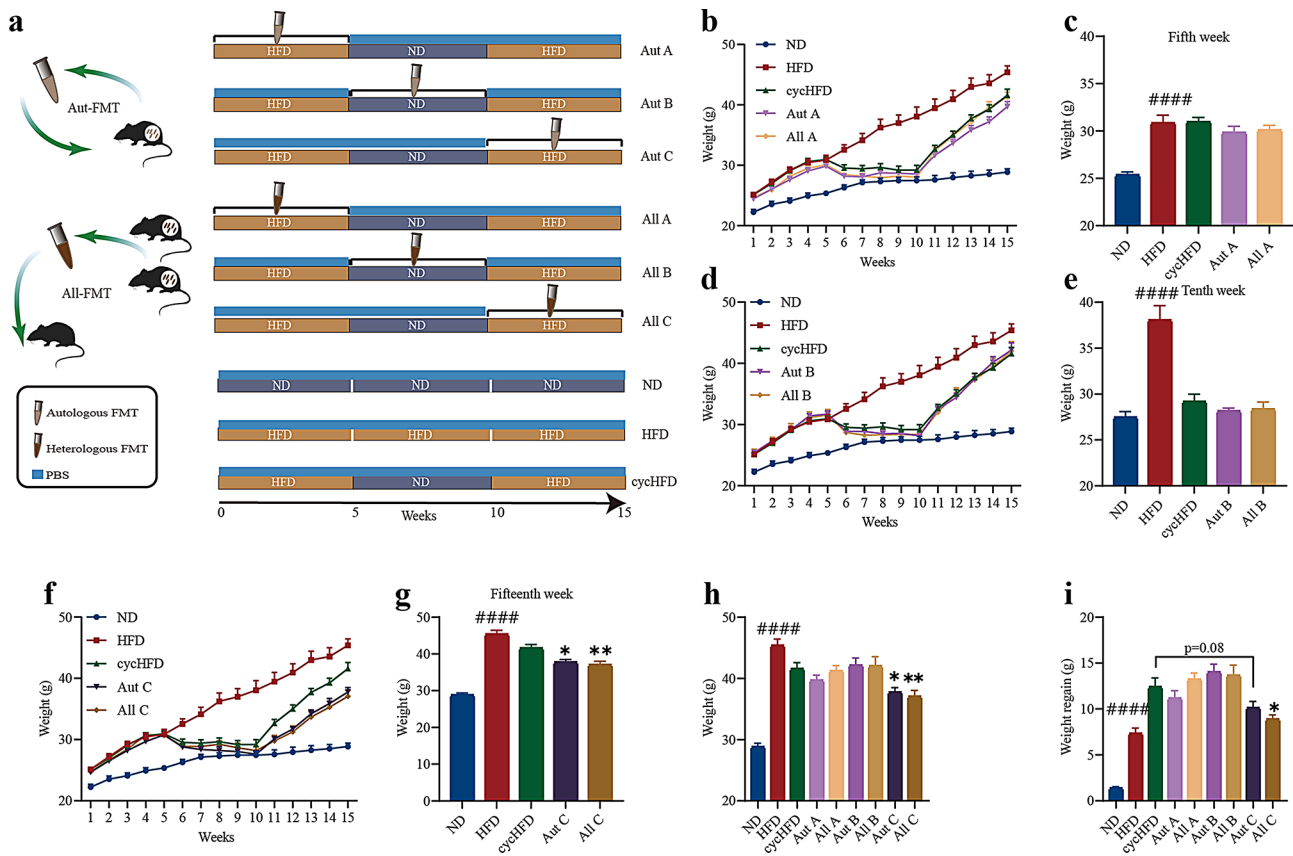 a
Aut-FMT
All-FMT
Autologous FMT
Heterologous FMT
PBS
HFD ND HFD Aut A
HFD ND HFD Aut B
HFD ND HFD Aut C
HFD ND HFD All A
HFD ND HFD All B
HFD ND HFD All C
ND ND ND ND
HFD HFD HFD HFD
HFD ND HFD cycHFD
0 5 Weeks 10 15
b
ND
HFD
cycHFD
Aut A
All A
Weight (g)
50
40
30
20
1 2 3 4 5 6 7 8 9 10 11 12 13 14 15
Weeks
c
Fifth week
####
Weight (g)
40
35
30
25
20
ND HFD cycHFD Aut A All A
d
ND
HFD
cycHFD
Aut B
All B
Weight (g)
50
40
30
20
1 2 3 4 5 6 7 8 9 10 11 12 13 14 15
Weeks
e
####
Tenth week
Weight (g)
40
35
30
25
20
ND HFD cycHFD Aut B All B
f
ND
HFD
cycHFD
Aut C
All C
Weight (g)
50
40
30
20
1 2 3 4 5 6 7 8 9 10 11 12 13 14 15
Weeks
g
Fifteenth week
####
* **
Weight (g)
50
40
30
20
10
0
ND HFD cycHFD Aut C All C
h
####
* **
Weight (g)
50
40
30
20
ND HFD cycHFD Aut A All A Aut B All B Aut C All C
i
p=0.08
####
*
Weight regain (g)
20
15
10
5
0
ND HFD cycHFD Aut A All A Aut B All B Aut C All C